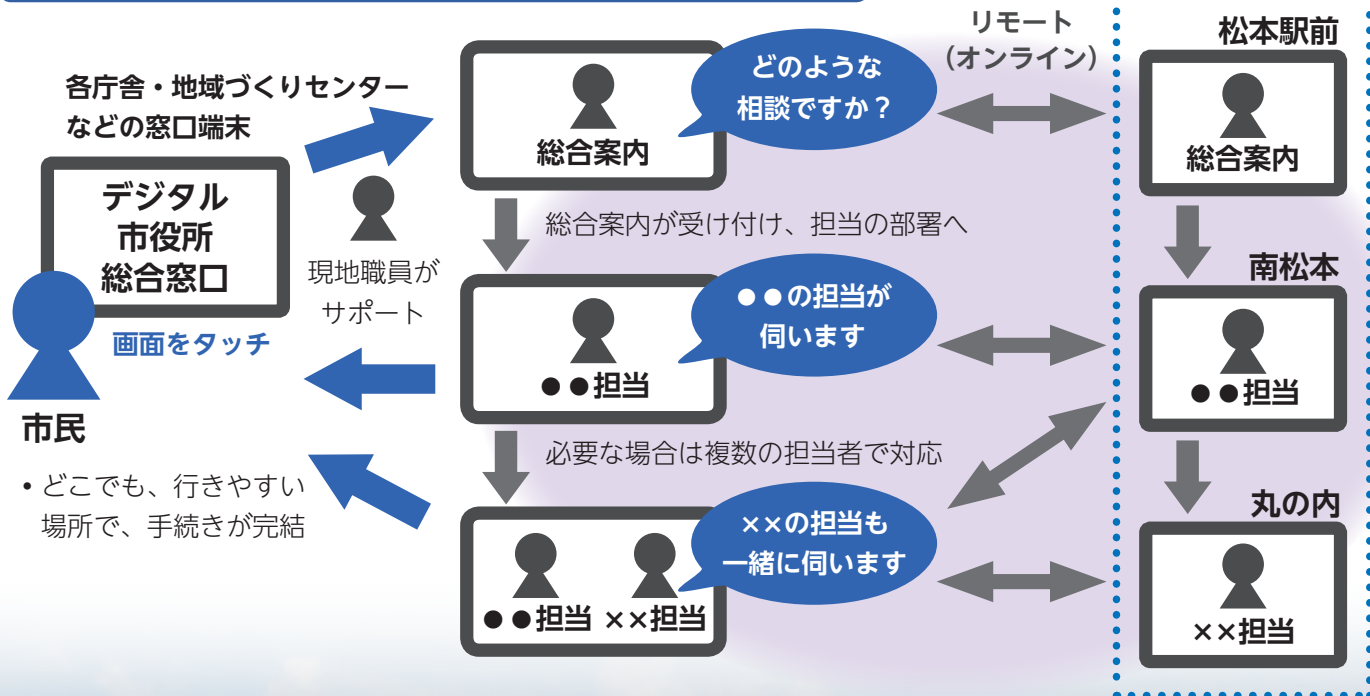 各庁舎・地域づくりセンター
などの窓口端末
デジタル
市役所
総合窓口
画面をタッチ
市民
• どこでも、行きやすい
場所で、手続きが完結
現地職員が
サポート
総合案内
どのような
相談ですか？
総合案内が受け付け、担当の部署へ
●●担当
●●の担当が
伺います
必要な場合は複数の担当者で対応
●●担当 ××担当
××の担当も
一緒に伺います
リモート
(オンライン)
松本駅前
総合案内
南松本
●●担当
丸の内
××担当